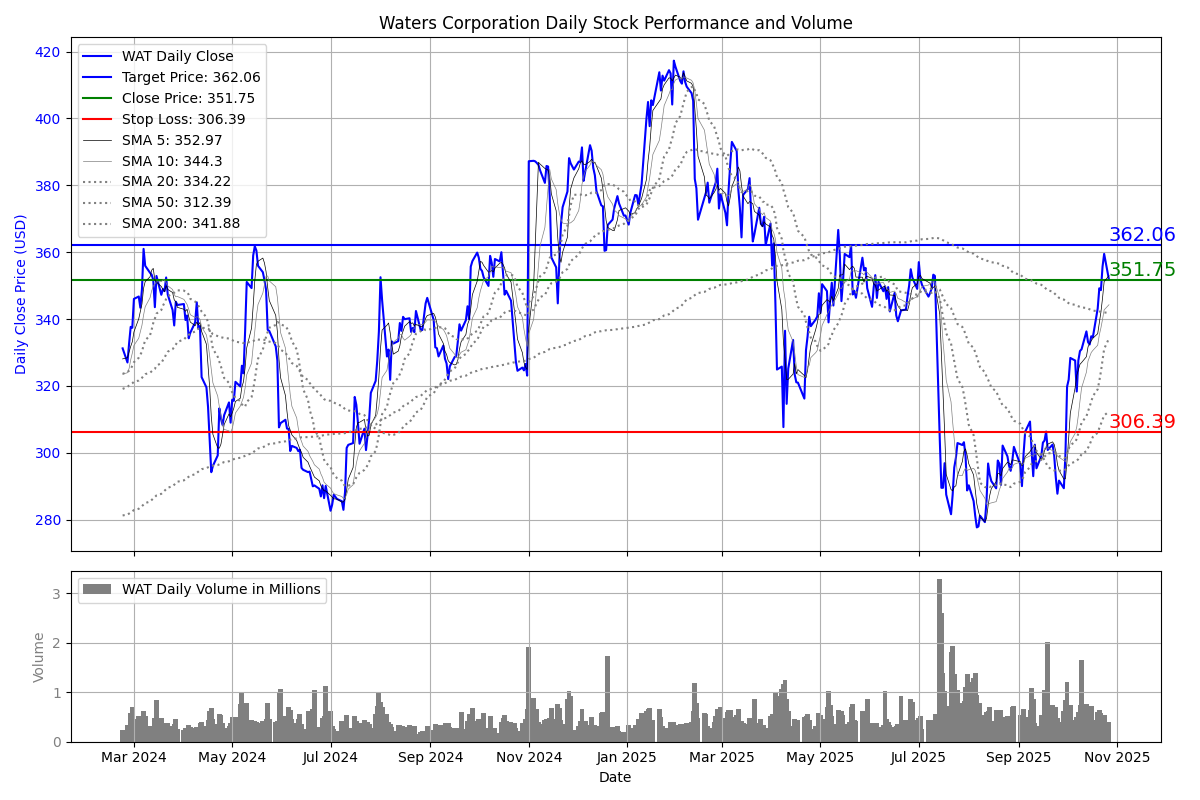 Waters Corporation Daily Stock Performance and Volume
Daily Close Price (USD)
420
400
380
360
340
320
300
280
WAT Daily Close
Target Price: 362.06
Close Price: 351.75
Stop Loss: 306.39
SMA 5: 352.97
SMA 10: 344.3
SMA 20: 334.22
SMA 50: 312.39
SMA 200: 341.88
362.06
351.75
306.39
Volume
3
2
1
0
WAT Daily Volume in Millions
Mar 2024 May 2024 Jul 2024 Sep 2024 Nov 2024 Jan 2025 Mar 2025 May 2025 Jul 2025 Sep 2025 Nov 2025
Date